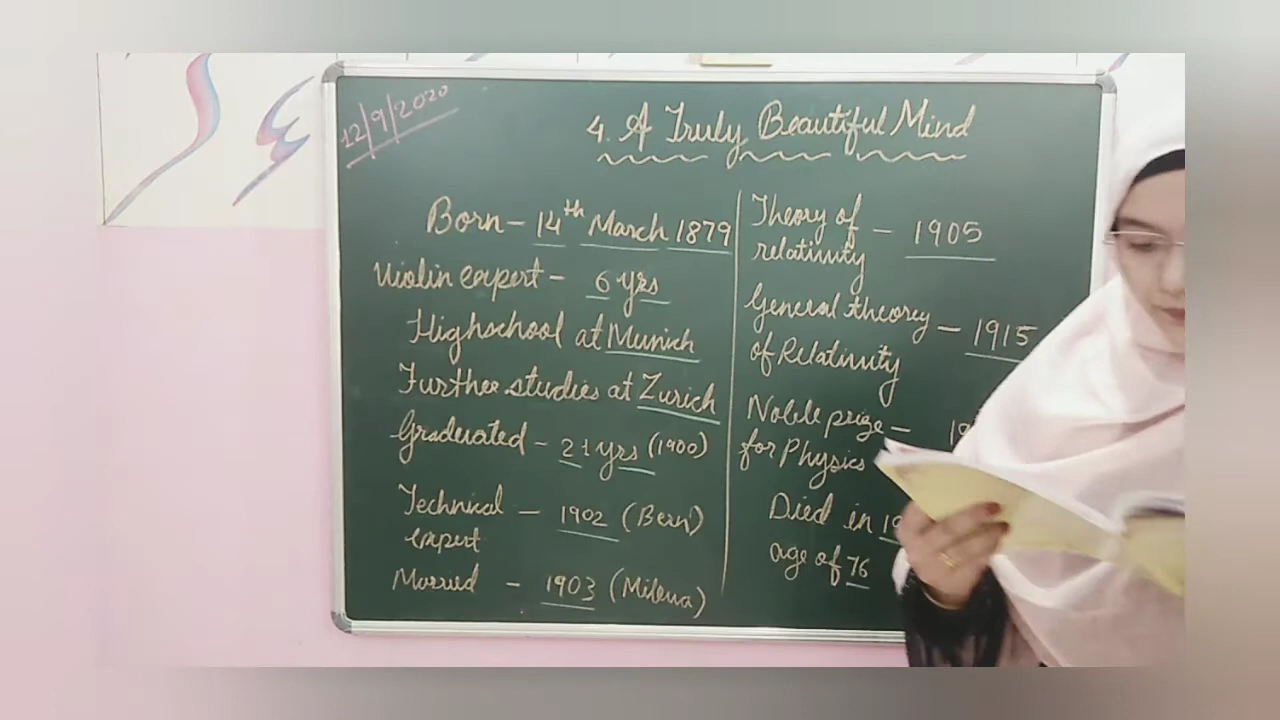 12/9/2020
4. A Truly Beautiful Mind
Born - 14th March 1879
Violin expert - 6 yrs
Highschool at Munich
Further studies at Zurich
Graduated - 21 yrs (1900)
Technical - 1902 (Bern)
expert
Married - 1903 (Mileva)
Theory of - 1905
relativity
General theory - 1915
of Relativity
Noble prize -
for Physics
Died in
age of 76